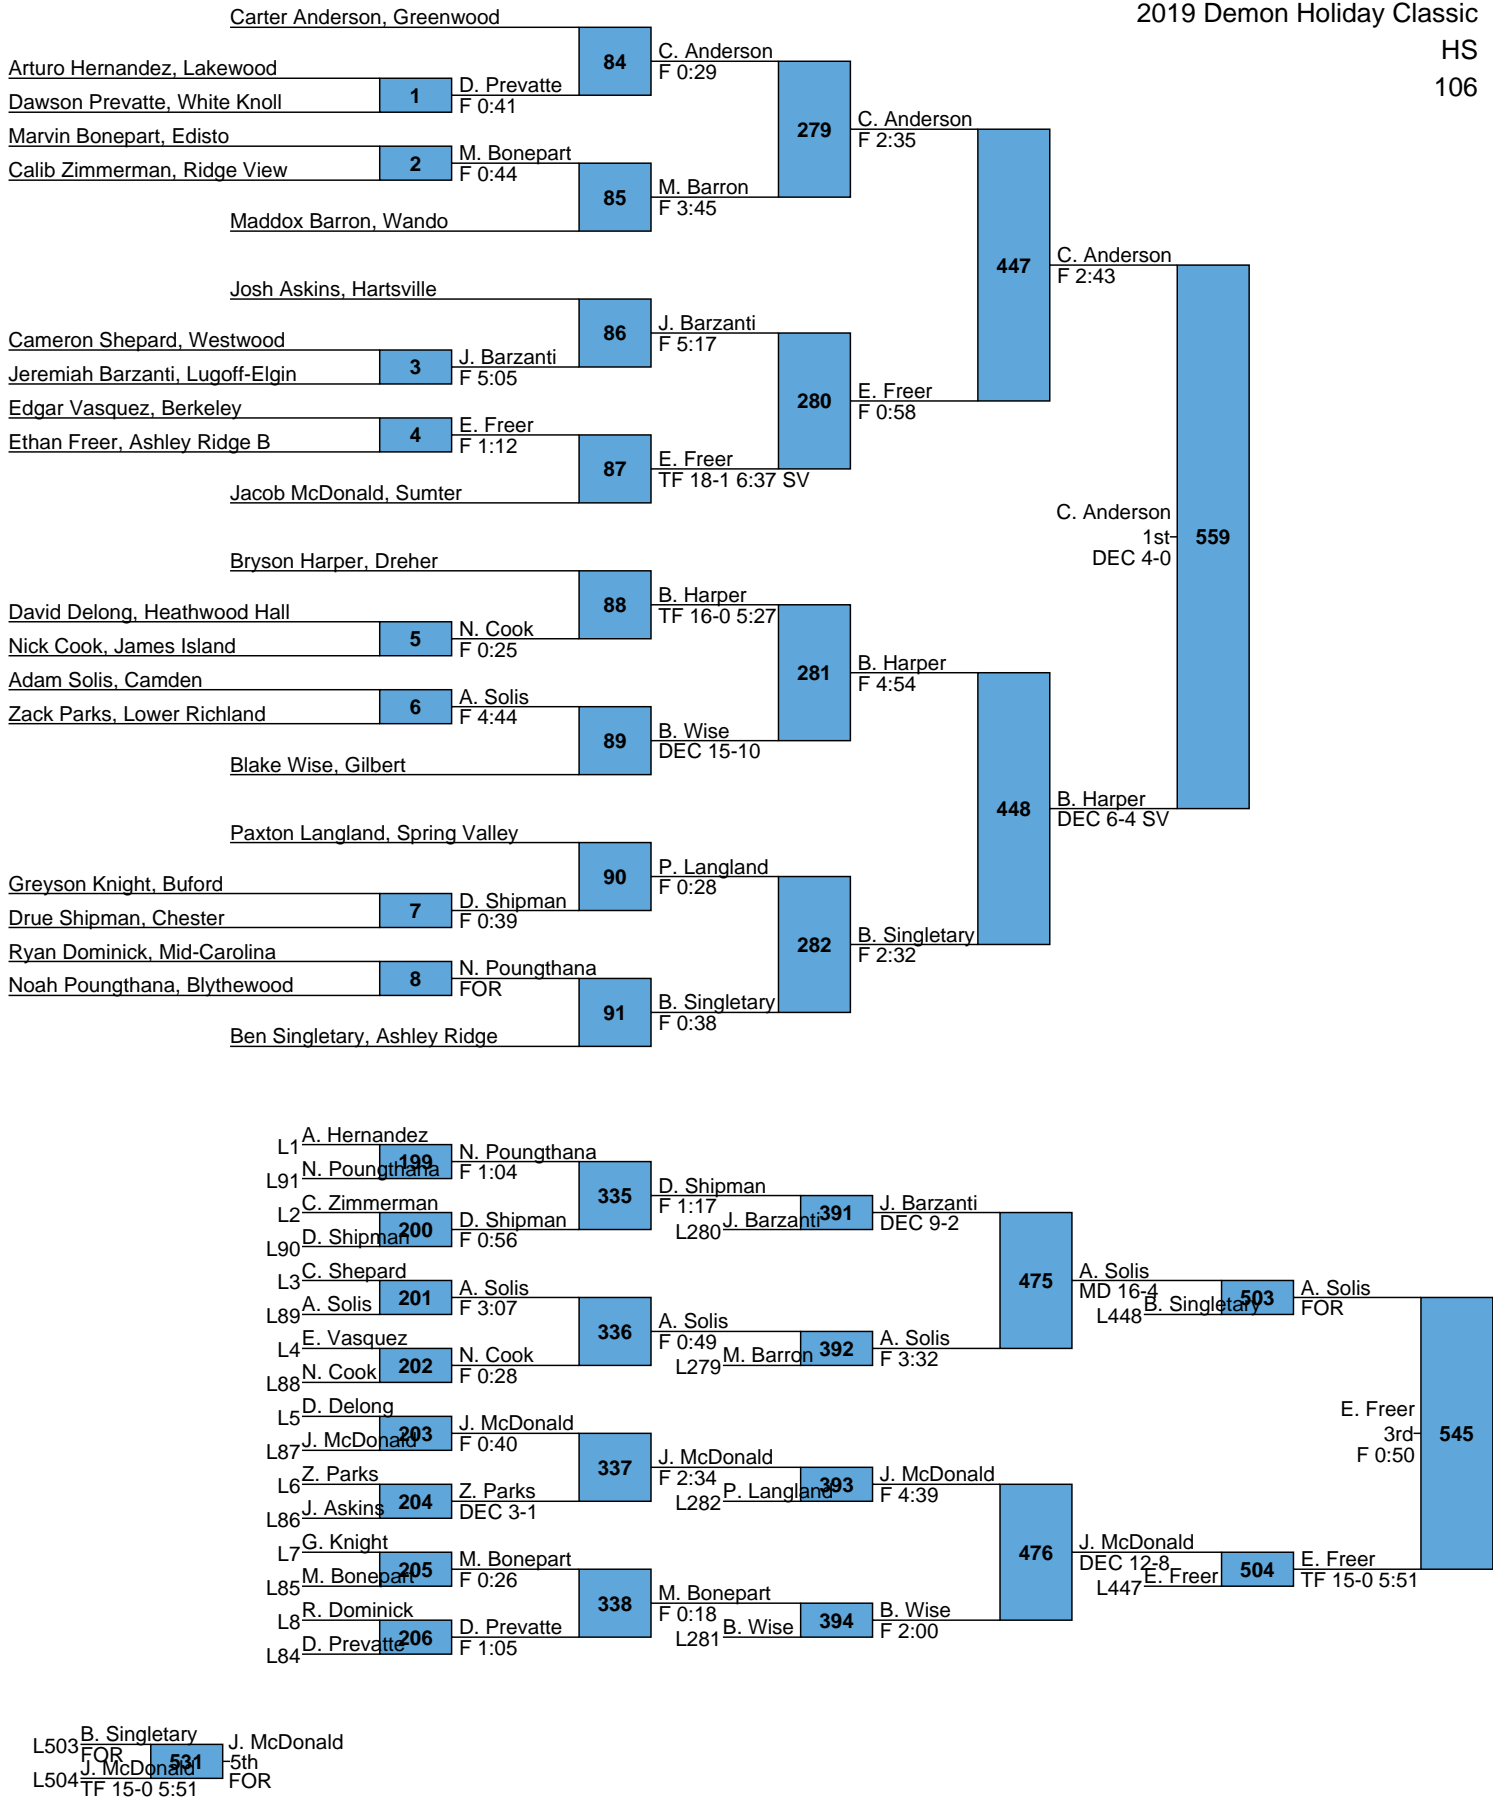 2019 Demon Holiday Classic
HS
106
Carter Anderson, Greenwood
Arturo Hernandez, Lakewood
Dawson Prevatte, White Knoll
Marvin Bonepart, Edisto
Calib Zimmerman, Ridge View
Maddox Barron, Wando
Josh Askins, Hartsville
Cameron Shepard, Westwood
Jeremiah Barzanti, Lugoff-Elgin
Edgar Vasquez, Berkeley
Ethan Freer, Ashley Ridge B
Jacob McDonald, Sumter
Bryson Harper, Dreher
David Delong, Heathwood Hall
Nick Cook, James Island
Adam Solis, Camden
Zack Parks, Lower Richland
Blake Wise, Gilbert
Paxton Langland, Spring Valley
Greyson Knight, Buford
Drue Shipman, Chester
Ryan Dominick, Mid-Carolina
Noah Poungthana, Blythewood
Ben Singletary, Ashley Ridge
1
D. Prevatte
F 0:41
2
M. Bonepart
F 0:44
3
J. Barzanti
F 5:05
4
E. Freer
F 1:12
5
N. Cook
F 0:25
6
A. Solis
F 4:44
7
D. Shipman
F 0:39
8
N. Poungthana
FOR
84
C. Anderson
F 0:29
85
M. Barron
F 3:45
86
J. Barzanti
F 5:17
87
E. Freer
TF 18-1 6:37 SV
88
B. Harper
TF 16-0 5:27
89
B. Wise
DEC 15-10
90
P. Langland
F 0:28
91
B. Singletary
F 0:38
279
C. Anderson
F 2:35
280
E. Freer
F 0:58
281
B. Harper
F 4:54
282
B. Singletary
F 2:32
447
C. Anderson
F 2:43
448
B. Harper
DEC 6-4 SV
C. Anderson
1st
DEC 4-0
559
L1
A. Hernandez
L91
N. Poungthana
199
N. Poungthana
F 1:04
L2
C. Zimmerman
L90
D. Shipman
200
D. Shipman
F 0:56
L3
C. Shepard
L89
A. Solis
201
A. Solis
F 3:07
L4
E. Vasquez
L88
N. Cook
202
N. Cook
F 0:28
L5
D. Delong
L87
J. McDonald
203
J. McDonald
F 0:40
L6
Z. Parks
L86
J. Askins
204
Z. Parks
DEC 3-1
L7
G. Knight
L85
M. Bonepart
205
M. Bonepart
F 0:26
L8
R. Dominick
L84
D. Prevatte
206
D. Prevatte
F 1:05
335
D. Shipman
F 1:17
L280
J. Barzanti
336
A. Solis
F 0:49
L279
M. Barron
337
J. McDonald
F 2:34
L282
P. Langland
338
M. Bonepart
F 0:18
L281
B. Wise
391
J. Barzanti
DEC 9-2
392
A. Solis
F 3:32
393
J. McDonald
F 4:39
394
B. Wise
F 2:00
475
A. Solis
MD 16-4
L448
B. Singletary
476
J. McDonald
DEC 12-8
L447
E. Freer
503
A. Solis
FOR
504
E. Freer
TF 15-0 5:51
E. Freer
3rd
F 0:50
545
L503
B. Singletary
FOR
L504
J. McDonald
TF 15-0 5:51
531
J. McDonald
5th
FOR